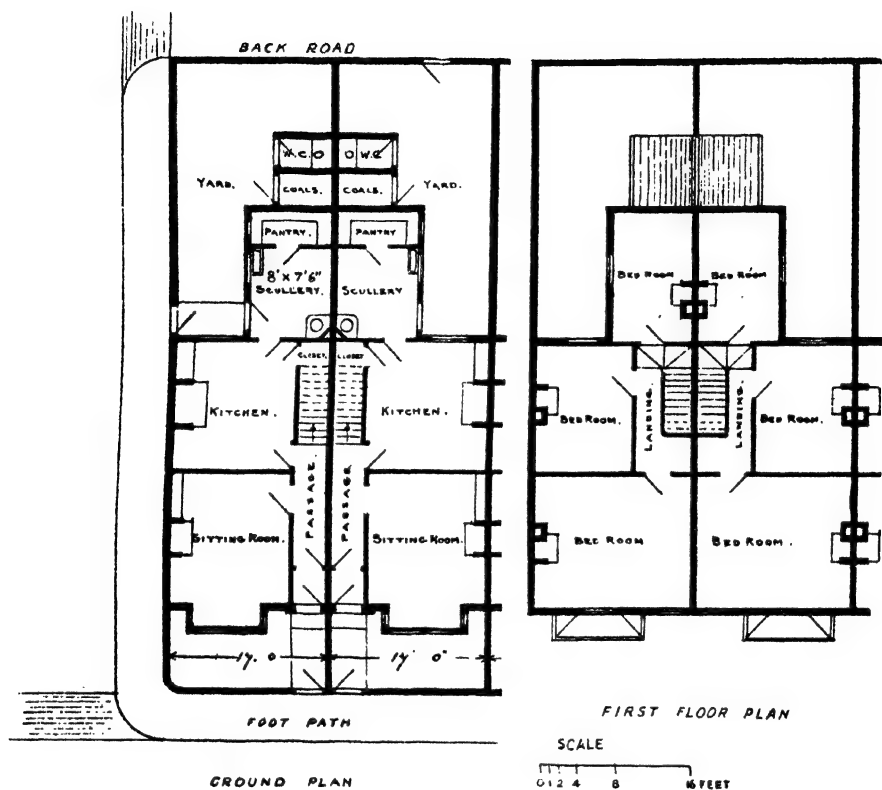 BACK ROAD
W.C. O O W.C
YARD. COALS. COALS. YARD.
PANTRY. PANTRY
8' X 7'6"
SCULLERY. SCULLERY
CLOSET CLOSET
KITCHEN. KITCHEN.
PASSAGE. PASSAGE
SITTING ROOM. SITTING ROOM.
17. 0 17' 0"
FOOT PATH
GROUND PLAN
BED ROOM BED ROOM
BED ROOM. LANDING. LANDING. BED ROOM.
BED ROOM BED ROOM.
FIRST FLOOR PLAN
SCALE
0 1 2 4 8 16 FEET